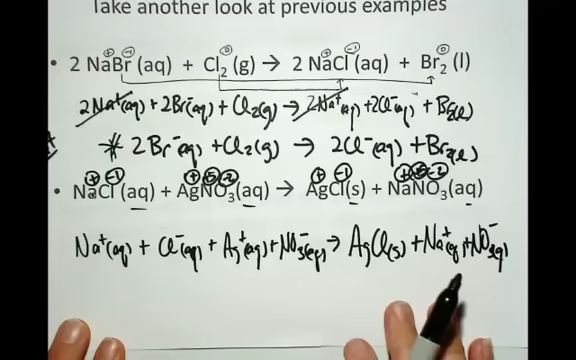 Take another look at previous examples
• 2 NaBr (aq) + Cl₂ (g) → 2 NaCl (aq) + Br₂ (l)
2Na⁺(aq) + 2Br⁻(aq) + Cl₂(g) → 2Na⁺(aq) + 2Cl⁻(aq) + Br₂(l)
* 2Br⁻(aq) + Cl₂(g) → 2Cl⁻(aq) + Br₂(l)
• NaCl (aq) + AgNO₃ (aq) → AgCl (s) + NaNO₃ (aq)
Na⁺(aq) + Cl⁻(aq) + Ag⁺(aq) + NO₃⁻(aq) → AgCl(s) + Na⁺(aq) + NO₃⁻(aq)